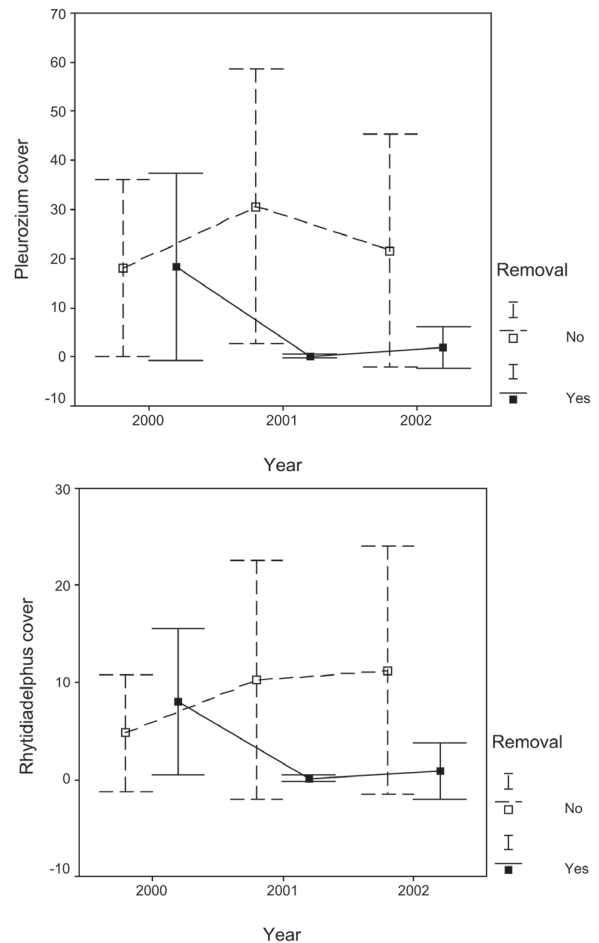 70
60
50
40
30
20
10
0
-10
Pleurozium cover
2000 2001 2002
Year
Removal
No
Yes
30
20
10
0
-10
Rhytidiadelphus cover
2000 2001 2002
Year
Removal
No
Yes